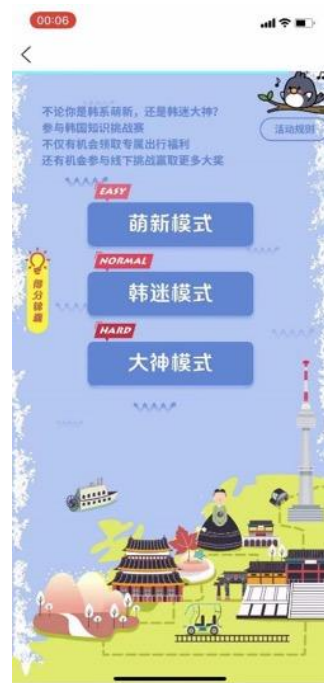 00:06
不论你是韩系萌新，还是韩迷大神？
参与韩国知识挑战赛
不仅有机会领取专属出行福利
还有机会参与线下挑战赢取更多大奖
活动规则
EASY
萌新模式
NORMAL
韩迷模式
得分锦囊
HARD
大神模式